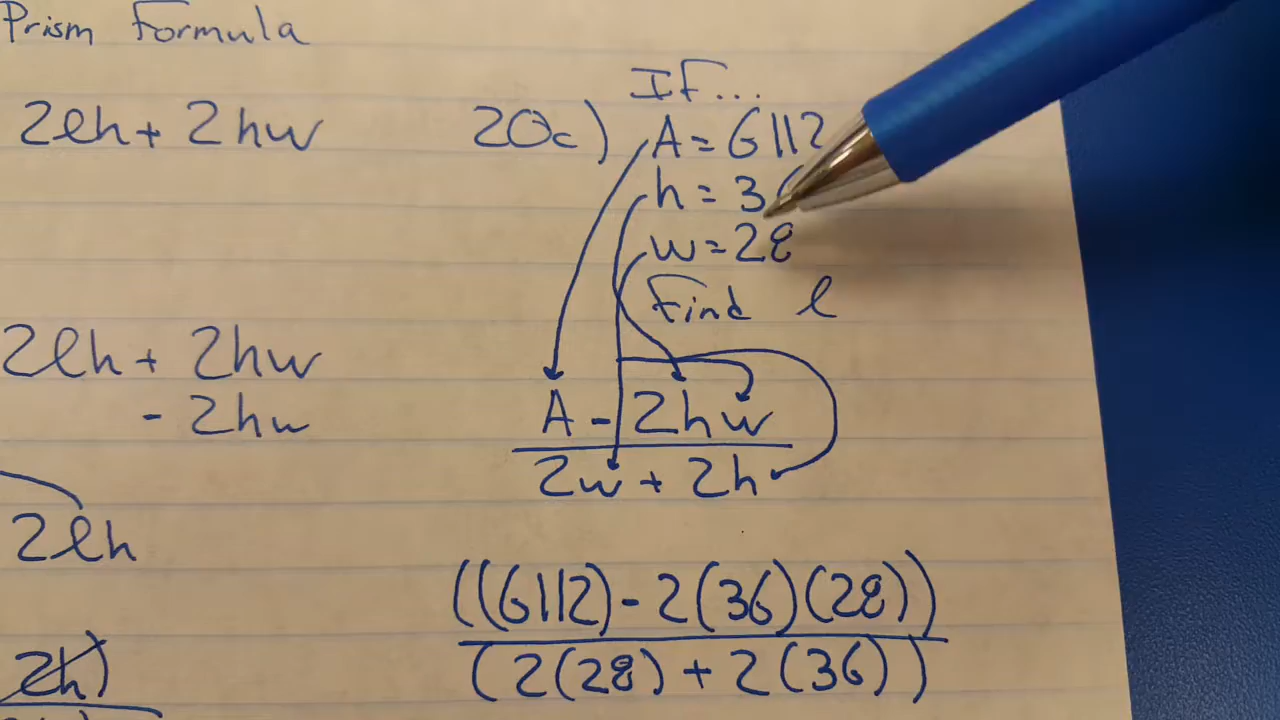 Prism Formula
2lh + 2hw
20c) If...
A = 6112
h = 3
w = 28
Find l
2lh + 2hw
- 2hw
A - 2hw
2w + 2h
2lh
((6112) - 2(36)(28))
(2(28) + 2(36))
2h)